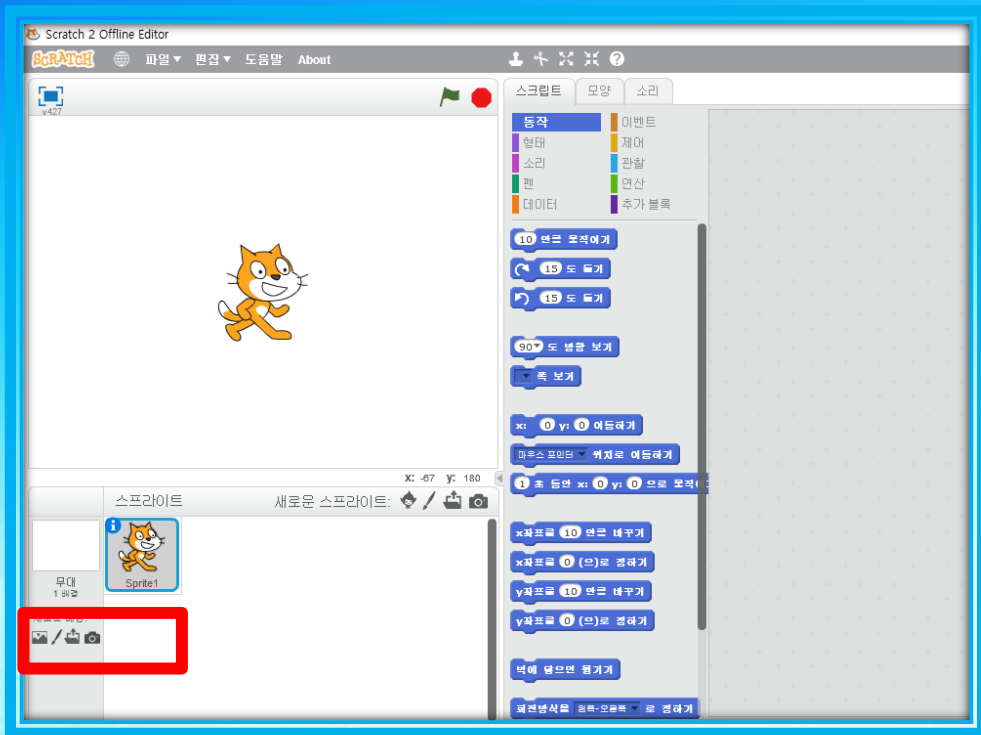 Scratch 2 Offline Editor
SCRATCH 파일 편집 도움말 About
v427
스크립트 모양 소리
동작 이벤트
형태 제어
소리 관찰
펜 연산
데이터 추가 블록
10 만큼 움직이기
15 도 돌기
15 도 돌기
90 도 방향 보기
쪽 보기
x: 0 y: 0 이동하기
마우스 포인터 위치로 이동하기
1 초 동안 x: 0 y: 0 으로 움직이
x좌표를 10 만큼 바꾸기
x좌표를 0 (으)로 정하기
y좌표를 10 만큼 바꾸기
y좌표를 0 (으)로 정하기
벽에 닿으면 튕기기
회전방식을 왼쪽-오른쪽 로 정하기
X: -67 y: 180
스프라이트 새로운 스프라이트:
Sprite1
무대
1 배경